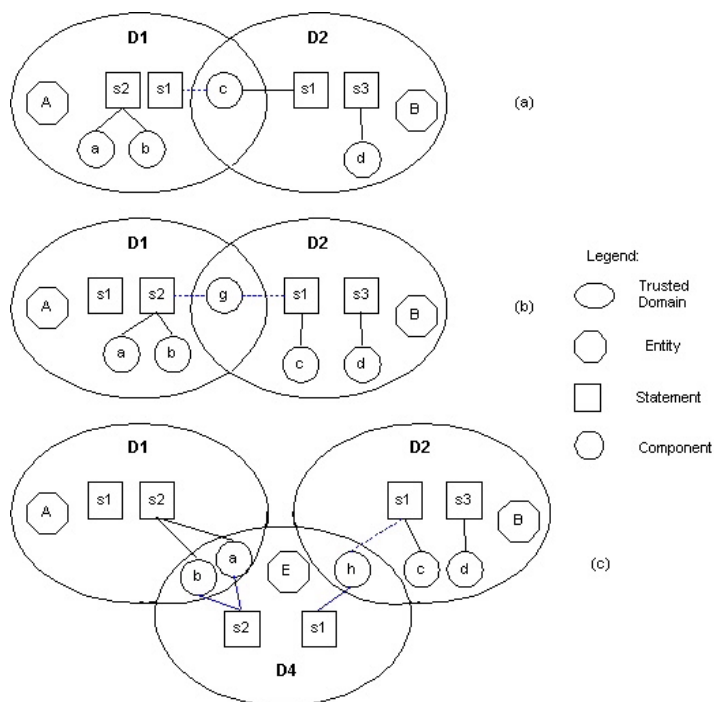 D1 D2
A s2 s1 c s1 s3 B (a)
a b d
D1 D2
Legend:
A s1 s2 g s1 s3 B (b)
Trusted
Domain
a b c d
Entity
Statement
D1 D2
Component
A s1 s2 s1 s3 B
b a E h c d (c)
s2 s1
D4